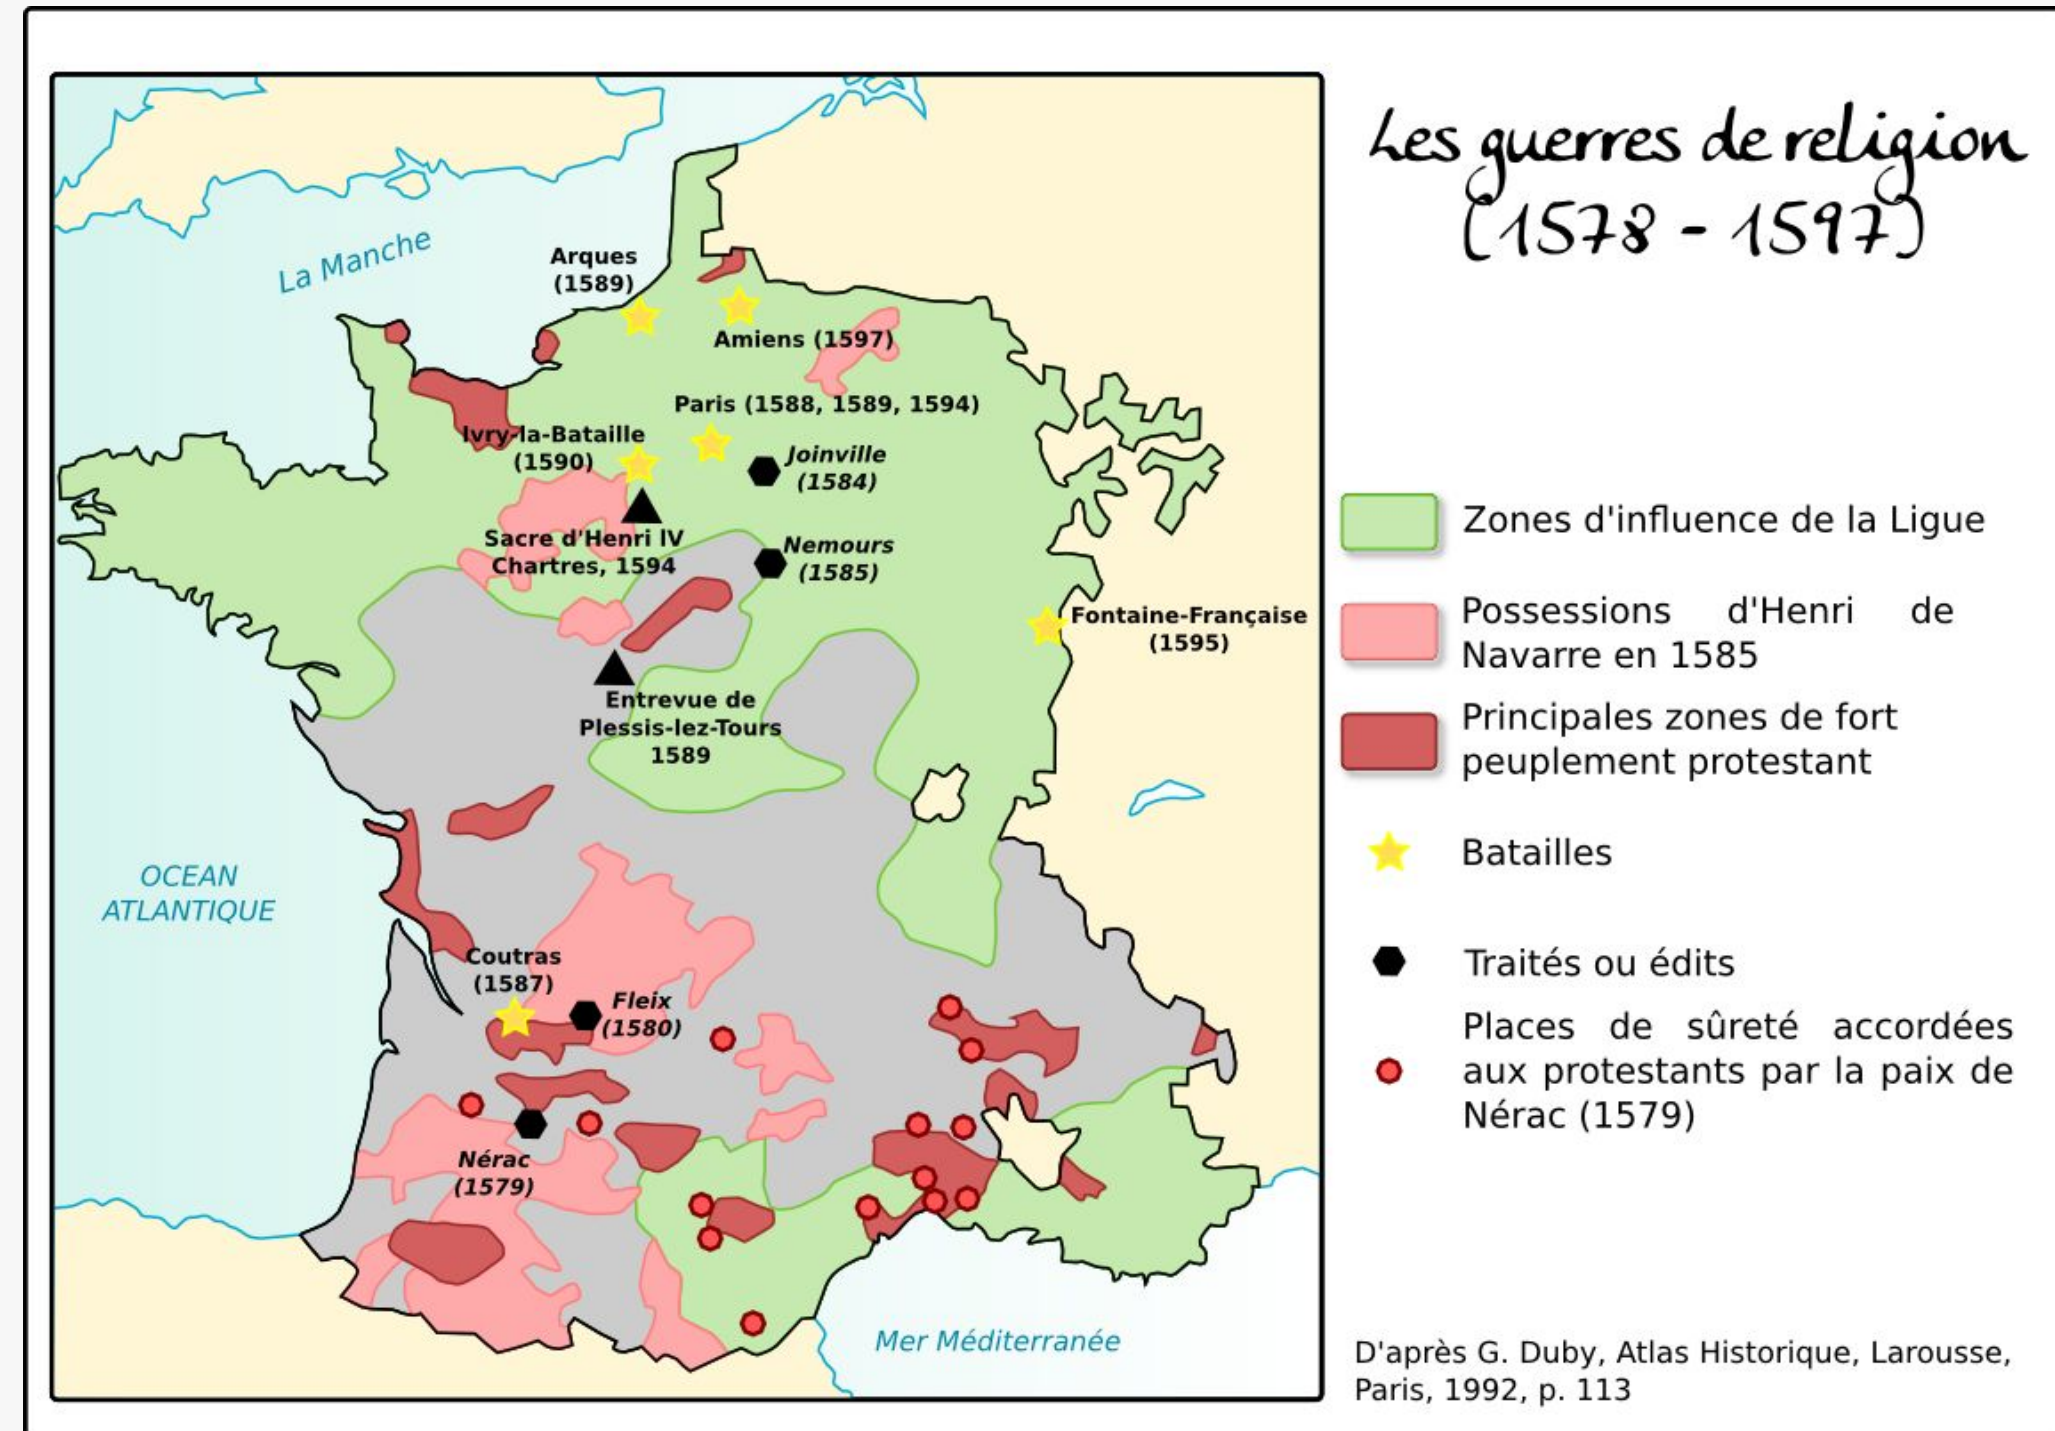 Les guerres de religion
(1578 - 1597)
La Manche
Arques
(1589)
Amiens (1597)
Paris (1588, 1589, 1594)
Ivry-la-Bataille
(1590)
Joinville
(1584)
Sacre d'Henri IV
Chartres, 1594
Nemours
(1585)
Fontaine-Française
(1595)
Entrevue de
Plessis-lez-Tours
1589
OCEAN
ATLANTIQUE
Coutras
(1587)
Fleix
(1580)
Nérac
(1579)
Mer Méditerranée
Zones d'influence de la Ligue
Possessions d'Henri de
Navarre en 1585
Principales zones de fort
peuplement protestant
Batailles
Traités ou édits
Places de sûreté accordées
aux protestants par la paix de
Nérac (1579)
D'après G. Duby, Atlas Historique, Larousse,
Paris, 1992, p. 113